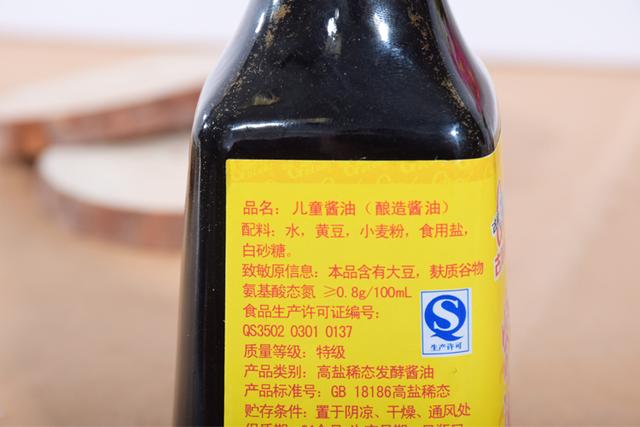 品名：儿童酱油（酿造酱油）
配料：水，黄豆，小麦粉，食用盐，
白砂糖。
致敏原信息：本品含有大豆，麸质谷物
氨基酸态氮 ≥0.8g/100mL
食品生产许可证编号：
QS3502 0301 0137
质量等级：特级
产品类别：高盐稀态发酵酱油
产品标准号：GB 18186高盐稀态
贮存条件：置于阴凉、干燥、通风处
S
生产许可